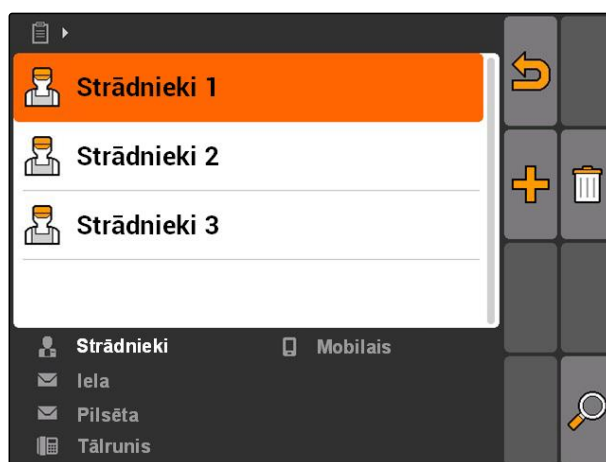 Strādnieki 1
Strādnieki 2
Strādnieki 3
Strādnieki Mobilais
Iela
Pilsēta
Tālrunis